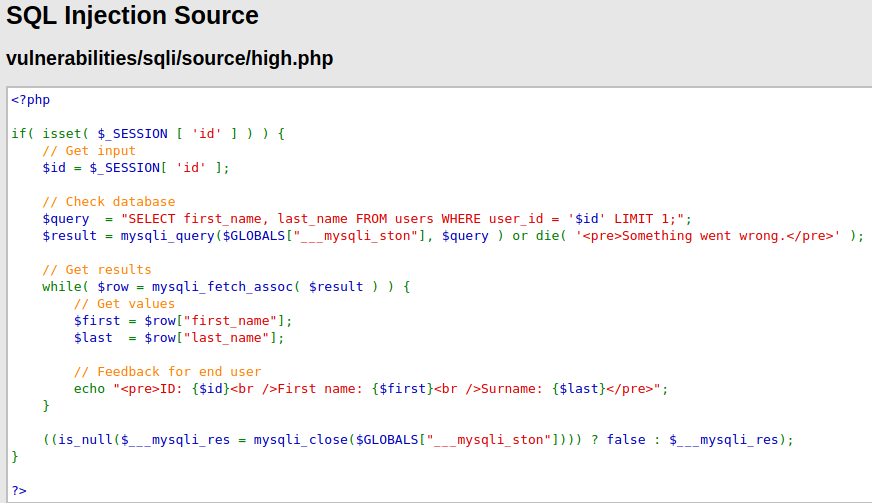 SQL Injection Source
vulnerabilities/sqli/source/high.php
<?php
if( isset( $_SESSION [ 'id' ] ) ) {
    // Get input
    $id = $_SESSION[ 'id' ];
    // Check database
    $query  = "SELECT first_name, last_name FROM users WHERE user_id = '$id' LIMIT 1;";
    $result = mysqli_query($GLOBALS["___mysqli_ston"], $query ) or die( '<pre>Something went wrong.</pre>' );
    // Get results
    while( $row = mysqli_fetch_assoc( $result ) ) {
        // Get values
        $first = $row["first_name"];
        $last  = $row["last_name"];
        // Feedback for end user
        echo "<pre>ID: {$id}<br />First name: {$first}<br />Surname: {$last}</pre>";
    }
    ((is_null($___mysqli_res = mysqli_close($GLOBALS["___mysqli_ston"]))) ? false : $___mysqli_res);
}
?>